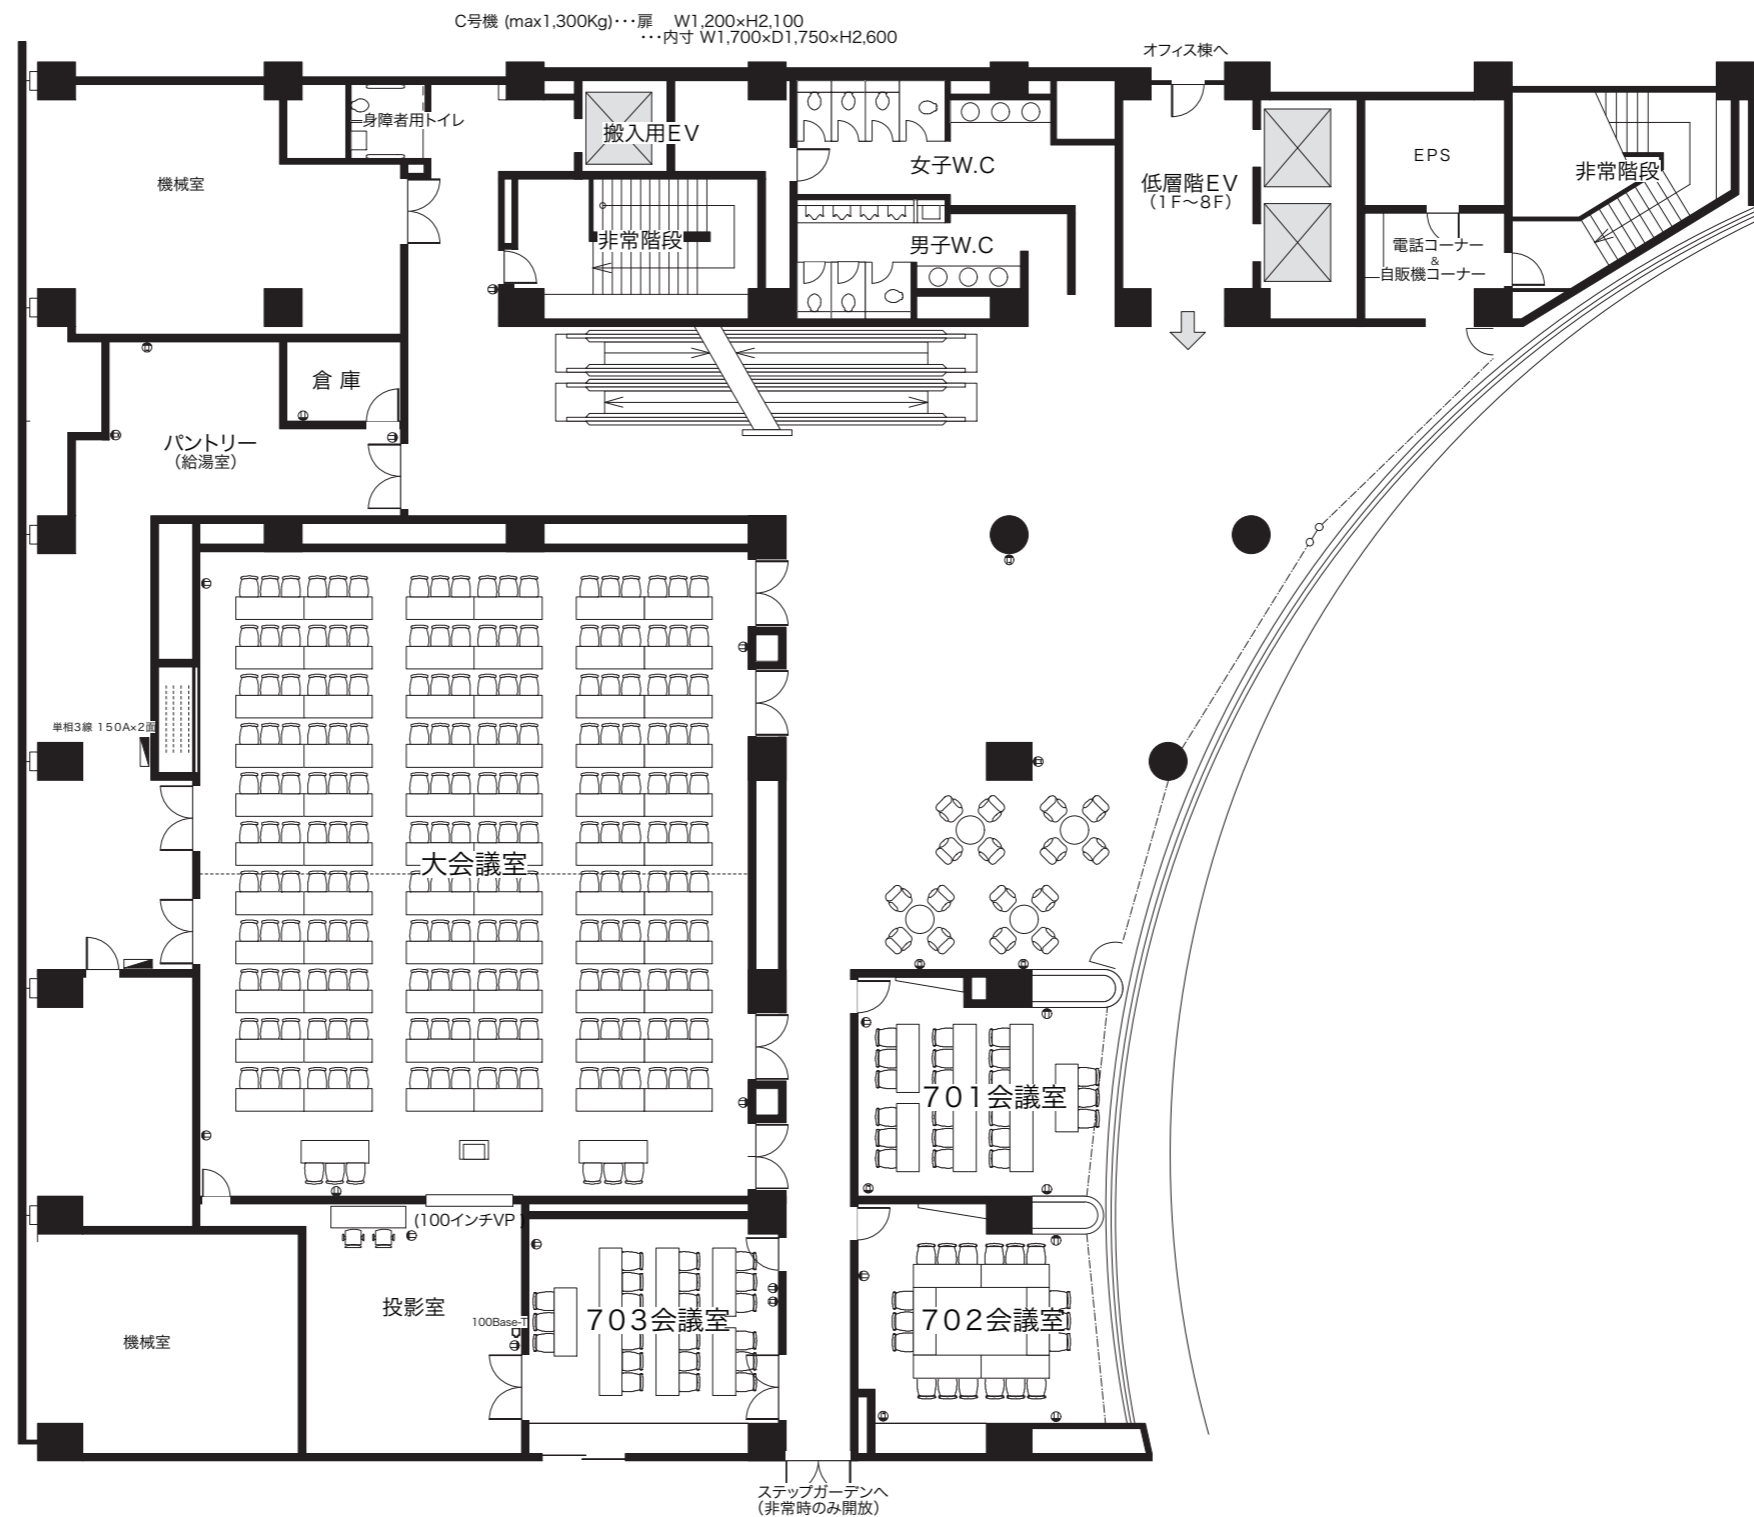 C号機 (max1,300Kg)･･･扉　W1,200×H2,100
･･･内寸 W1,700×D1,750×H2,600
オフィス棟へ
身障者用トイレ
搬入用EV
機械室
女子W.C
低層階EV
（1F～8F）
EPS
非常階段
非常階段
男子W.C
電話コーナー
&
自販機コーナー
倉 庫
パントリー
（給湯室）
単相3線 150A×2面
大会議室
701会議室
(100インチVP )
投影室
100Base-T
703会議室
702会議室
機械室
ステップガーデンへ
（非常時のみ開放）